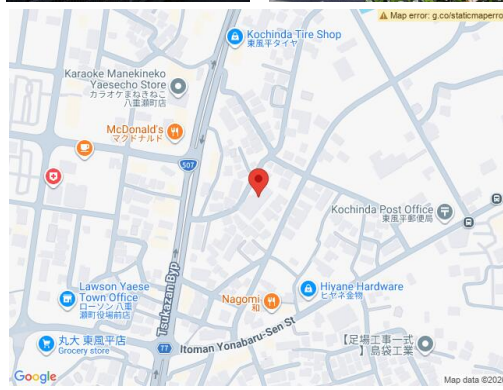 Map error: g.co/staticmaperro
Kochinda Tire Shop
東風平タイヤ
Karaoke Manekineko
Yaesecho Store
カラオケまねきねこ
八重瀬町店
McDonald's
マクドナルド
507
Kochinda Post Office
東風平郵便局
Tsukazan Byp
Lawson Yaese
Town Office
ローソン 八重
瀬町役場前店
Nagomi
和
Hiyane Hardware
ヒヤネ金物
丸大 東風平店
Grocery store
77
Itoman Yonabaru-Sen St
【足場工事一式
】島袋工業
Google
Map data ©202